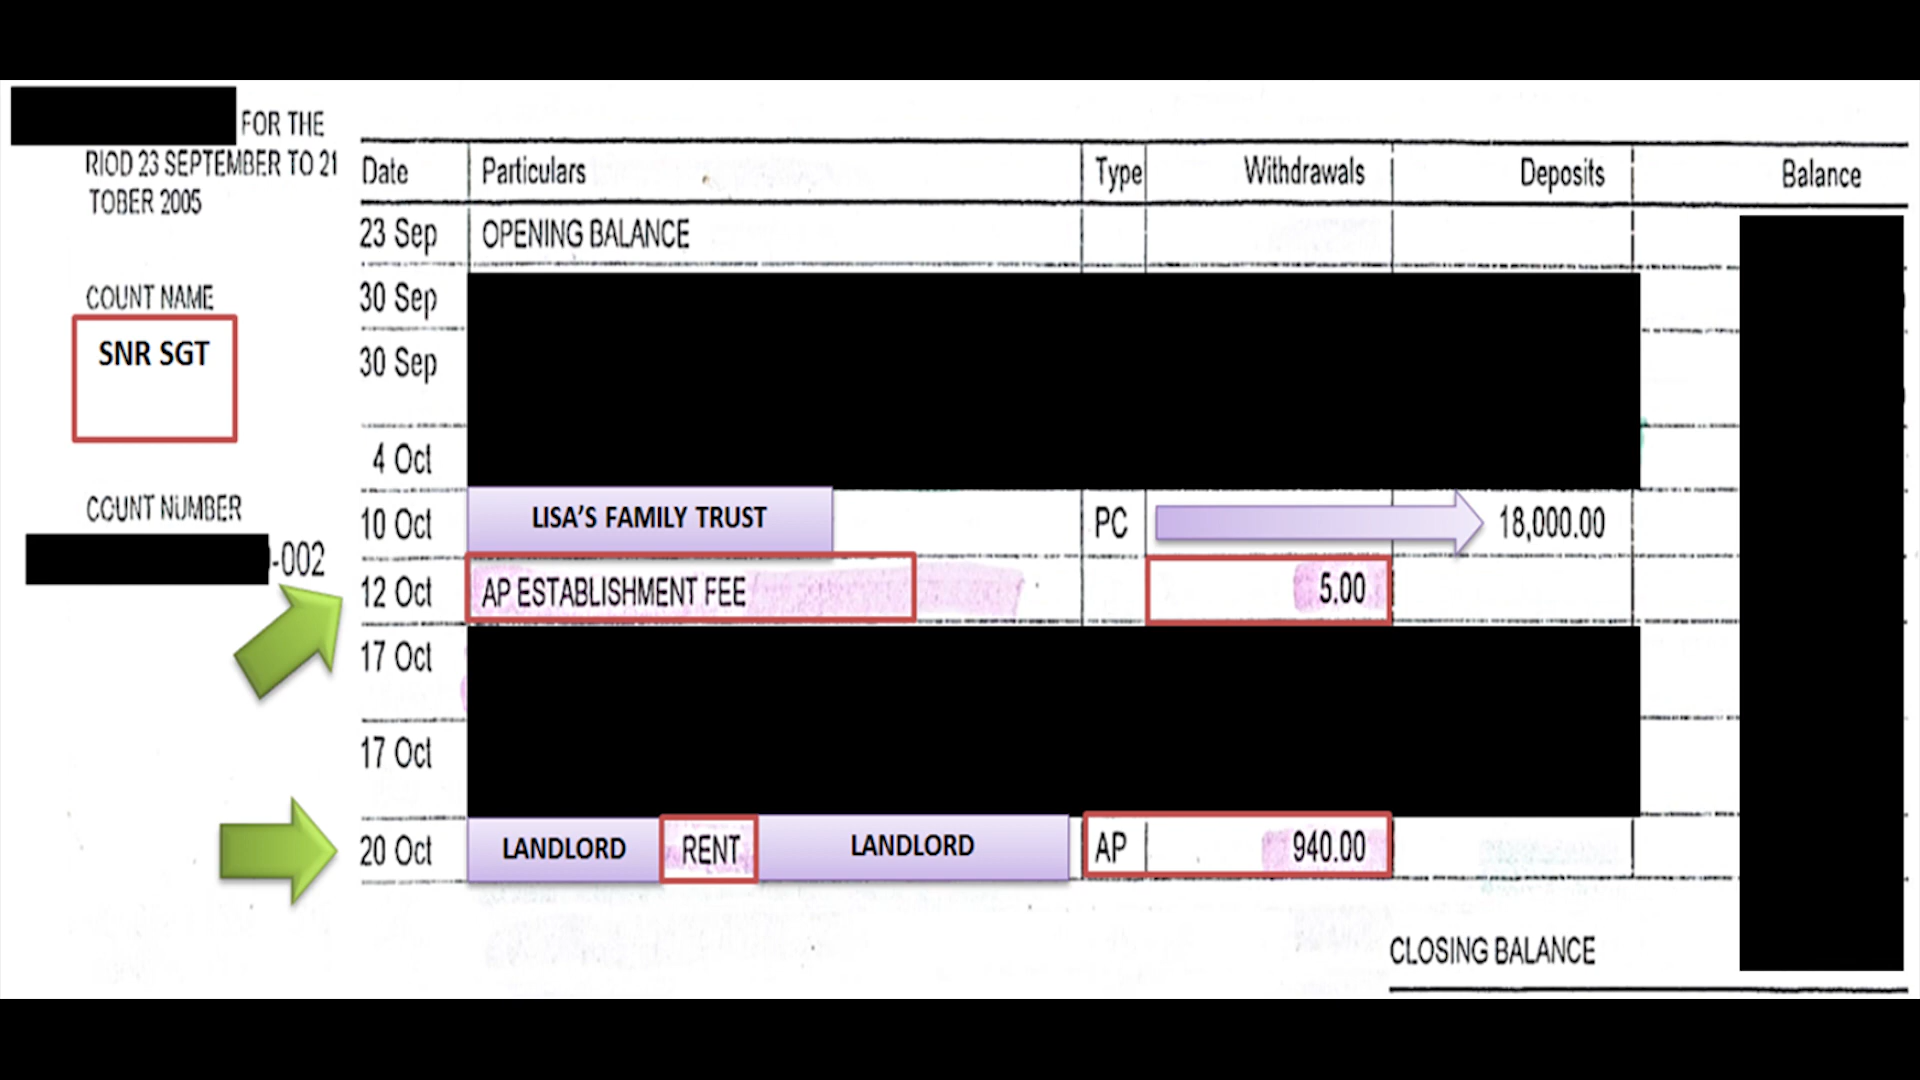 FOR THE
RIOD 23 SEPTEMBER TO 21
TOBER 2005
COUNT NAME
SNR SGT
COUNT NUMBER
-002
Date Particulars Type Withdrawals Deposits Balance
23 Sep OPENING BALANCE
30 Sep
30 Sep
4 Oct
10 Oct LISA'S FAMILY TRUST PC 18,000.00
12 Oct AP ESTABLISHMENT FEE 5.00
17 Oct
17 Oct
20 Oct LANDLORD RENT LANDLORD AP 940.00
CLOSING BALANCE